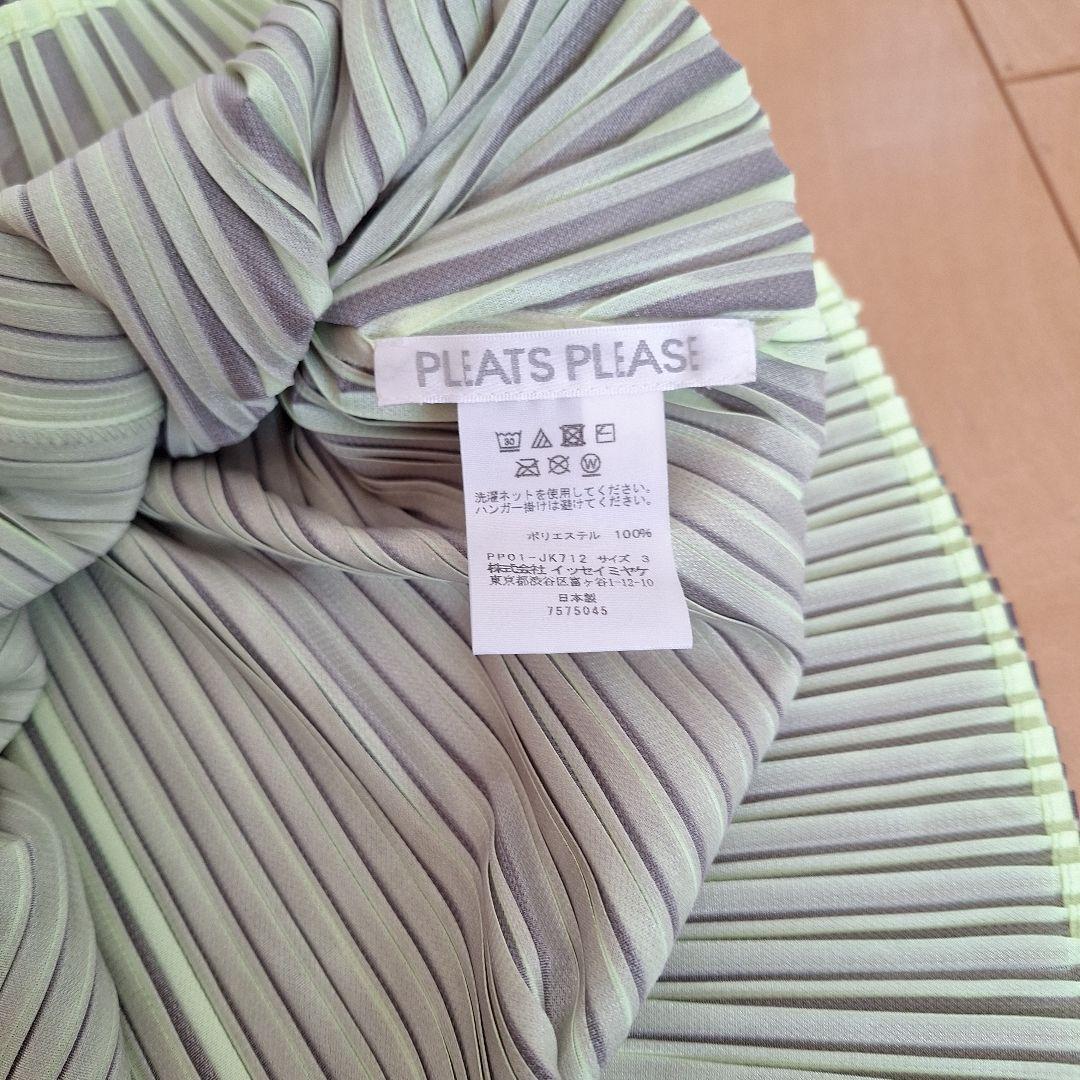 PLEATS PLEASE
30
W
洗濯ネットを使用してください。
ハンガー掛けは避けてください。
ポリエステル 100%
PP01-JK712 サイズ 3
株式会社 イッセイミヤケ
東京都渋谷区富ヶ谷1-12-10
日本製
7575045